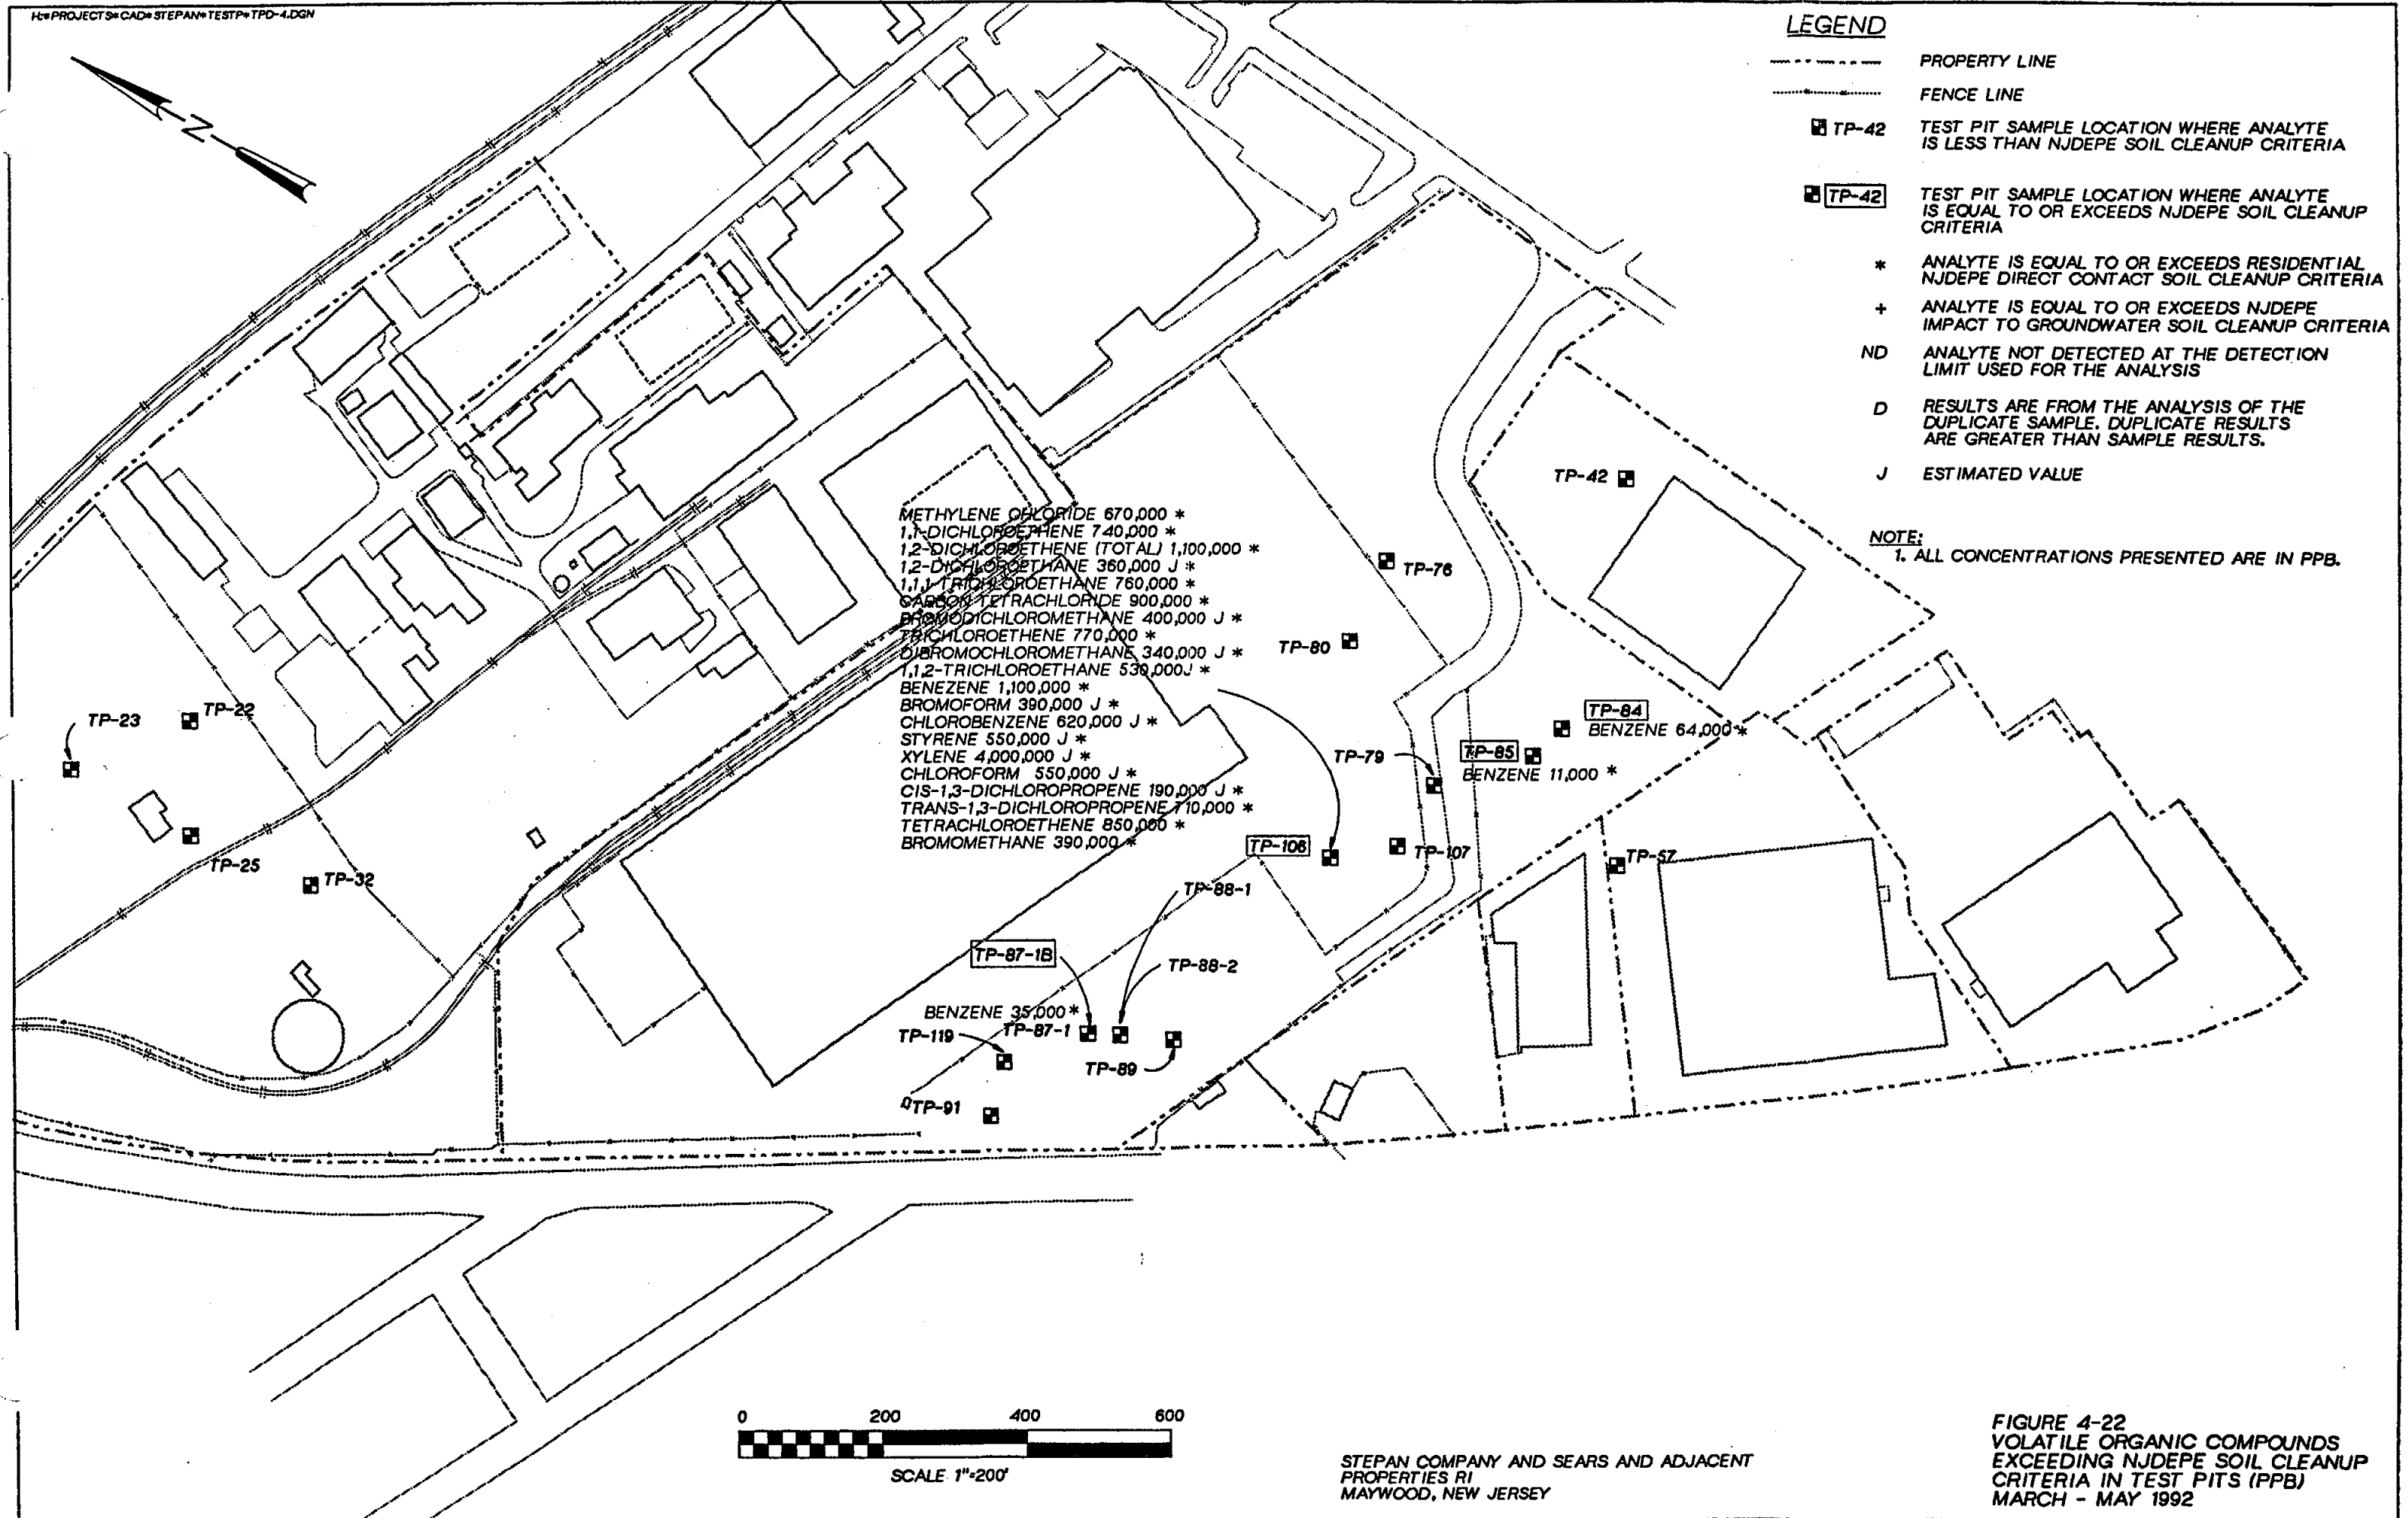 H:*PROJECTS*CAD*STEPAN*TESTP*TPD-4.DGN
N
LEGEND
PROPERTY LINE
FENCE LINE
TP-42
TEST PIT SAMPLE LOCATION WHERE ANALYTE
IS LESS THAN NJDEPE SOIL CLEANUP CRITERIA
TP-42
TEST PIT SAMPLE LOCATION WHERE ANALYTE
IS EQUAL TO OR EXCEEDS NJDEPE SOIL CLEANUP
CRITERIA
* ANALYTE IS EQUAL TO OR EXCEEDS RESIDENTIAL
NJDEPE DIRECT CONTACT SOIL CLEANUP CRITERIA
+ ANALYTE IS EQUAL TO OR EXCEEDS NJDEPE
IMPACT TO GROUNDWATER SOIL CLEANUP CRITERIA
ND ANALYTE NOT DETECTED AT THE DETECTION
LIMIT USED FOR THE ANALYSIS
D RESULTS ARE FROM THE ANALYSIS OF THE
DUPLICATE SAMPLE. DUPLICATE RESULTS
ARE GREATER THAN SAMPLE RESULTS.
J ESTIMATED VALUE
NOTE:
1. ALL CONCENTRATIONS PRESENTED ARE IN PPB.
METHYLENE CHLORIDE 670,000 *
1,1-DICHLOROETHENE 740,000 *
1,2-DICHLOROETHENE (TOTAL) 1,100,000 *
1,2-DICHLOROETHANE 360,000 J *
1,1,1-TRICHLOROETHANE 760,000 *
CARBON TETRACHLORIDE 900,000 *
BROMODICHLOROMETHANE 400,000 J *
TRICHLOROETHENE 770,000 *
DIBROMOCHLOROMETHANE 340,000 J *
1,1,2-TRICHLOROETHANE 530,000J *
BENEZENE 1,100,000 *
BROMOFORM 390,000 J *
CHLOROBENZENE 620,000 J *
STYRENE 550,000 J *
XYLENE 4,000,000 J *
CHLOROFORM 550,000 J *
CIS-1,3-DICHLOROPROPENE 190,000 J *
TRANS-1,3-DICHLOROPROPENE 710,000 *
TETRACHLOROETHENE 850,000 *
BROMOMETHANE 390,000 *
TP-42
TP-76
TP-80
TP-84
BENZENE 64,000 *
TP-85
BENZENE 11,000 *
TP-79
TP-106
TP-107
TP-57
TP-23
TP-22
TP-25
TP-32
TP-88-1
TP-87-1B
TP-88-2
BENZENE 35,000 *
TP-119
TP-87-1
TP-89
TP-91
0 200 400 600
SCALE 1"=200'
STEPAN COMPANY AND SEARS AND ADJACENT
PROPERTIES RI
MAYWOOD, NEW JERSEY
FIGURE 4-22
VOLATILE ORGANIC COMPOUNDS
EXCEEDING NJDEPE SOIL CLEANUP
CRITERIA IN TEST PITS (PPB)
MARCH - MAY 1992